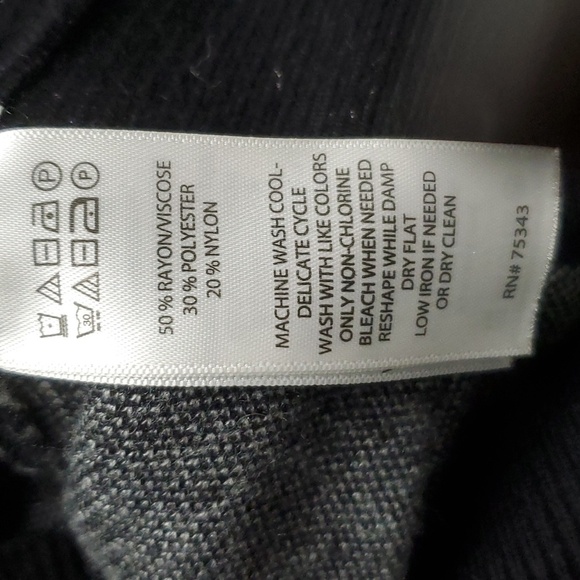 50 % RAYON/VISCOSE
30 % POLYESTER
20 % NYLON
MACHINE WASH COOL-
DELICATE CYCLE
WASH WITH LIKE COLORS
ONLY NON-CHLORINE
BLEACH WHEN NEEDED
RESHAPE WHILE DAMP
DRY FLAT
LOW IRON IF NEEDED
OR DRY CLEAN
RN# 75343
P
30 P